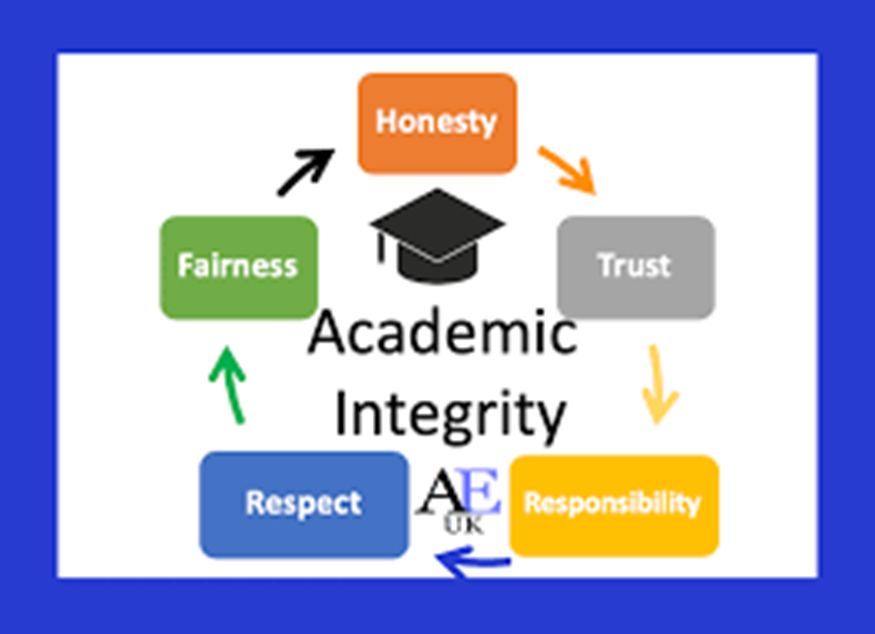 Honesty
Fairness
Trust
Academic
Integrity
Respect
AE
UK
Responsibility